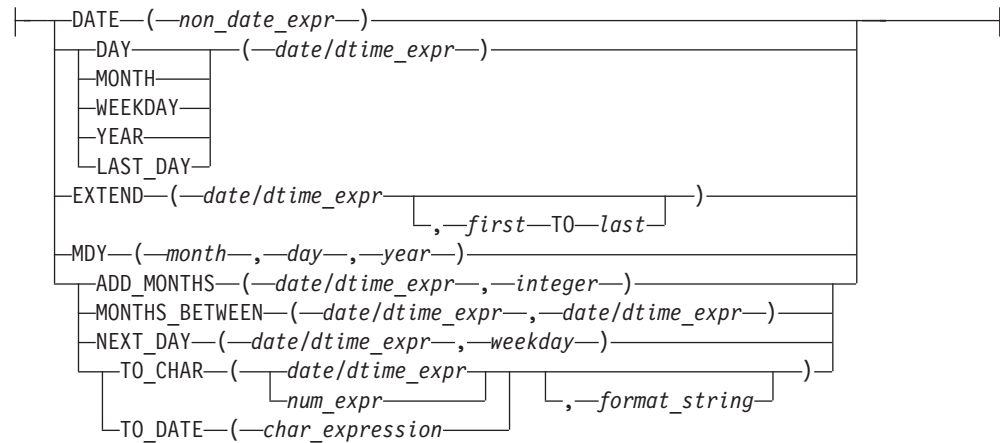 DATE ( non_date_expr )
DAY ( date/dtime_expr )
MONTH
WEEKDAY
YEAR
LAST_DAY
EXTEND ( date/dtime_expr )
, first TO last
MDY ( month , day , year )
ADD_MONTHS ( date/dtime_expr , integer )
MONTHS_BETWEEN ( date/dtime_expr , date/dtime_expr )
NEXT_DAY ( date/dtime_expr , weekday )
TO_CHAR ( date/dtime_expr )
num_expr , format_string
TO_DATE ( char_expression